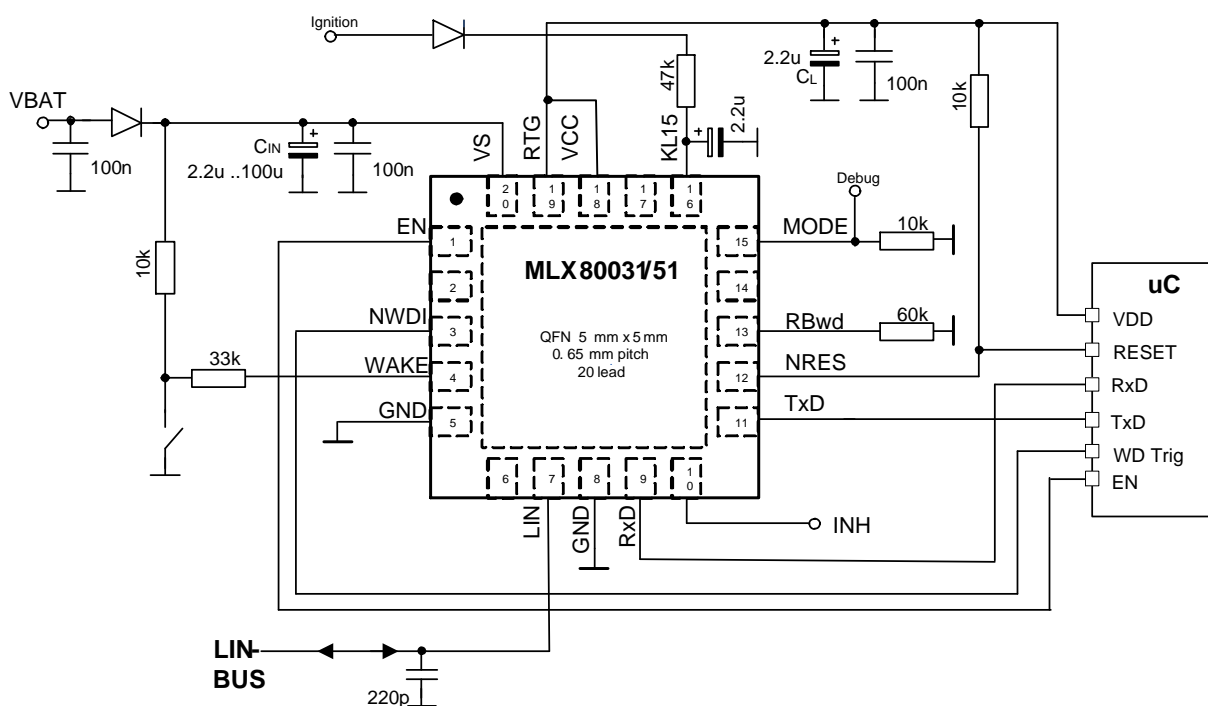 Ignition
VBAT
100n
CIN
2.2u ..100u
100n
VS
RTG
VCC
47k
KL15
+
2.2u
+
2.2u
CL
+
100n
10k
+
10k
33k
Debug
20
19
18
17
16
EN
1
2
NWDI
3
WAKE
4
GND
5
MLX80031/51
QFN 5 mm x 5 mm
0. 65 mm pitch
20 lead
15
MODE
10k
14
13
RBwd
60k
12
NRES
11
TxD
6
7
8
9
10
LIN
GND
RxD
INH
uC
VDD
RESET
RxD
TxD
WD Trig
EN
LIN-
BUS
220p